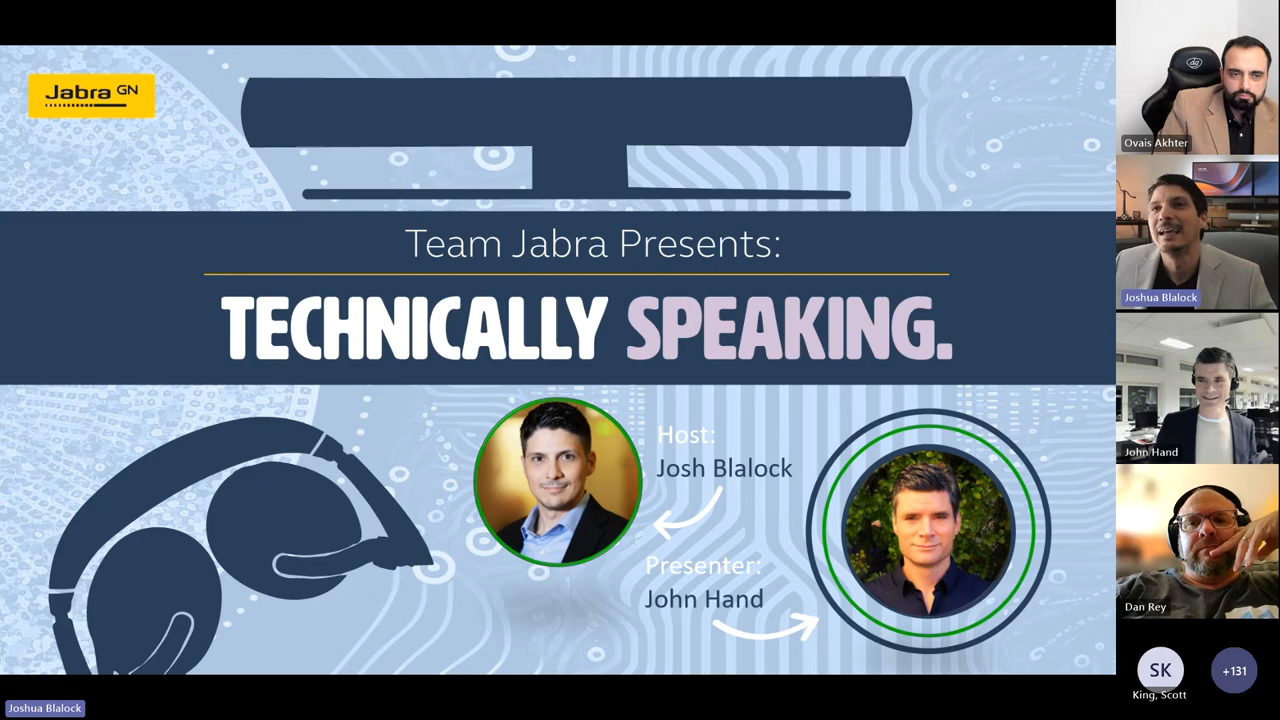 Jabra GN
Team Jabra Presents:
TECHNICALLY SPEAKING.
Host:
Josh Blalock
Presenter:
John Hand
Ovais Akhter
Joshua Blalock
John Hand
Dan Rey
SK
+131
King, Scott
Joshua Blalock